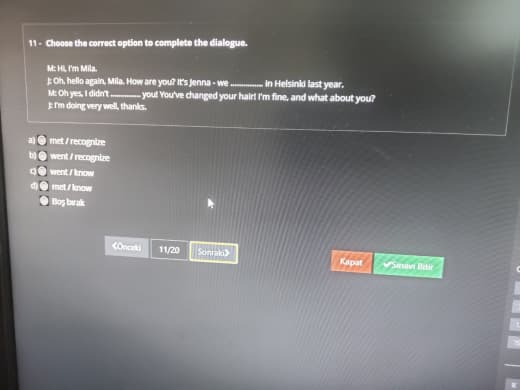 11 - Choose the correct option to complete the dialogue.
M: Hi, I'm Mila.
J: Oh, hello again, Mila. How are you? It's Jenna - we ............... in Helsinki last year.
M: Oh yes, I didn't ............. you! You've changed your hair! I'm fine, and what about you?
J: I'm doing very well, thanks.
a) met / recognize
b) went / recognize
c) went / know
d) met / know
Boş bırak
Önceki 11/20 Sonraki
Kapat Sınavı Bitir